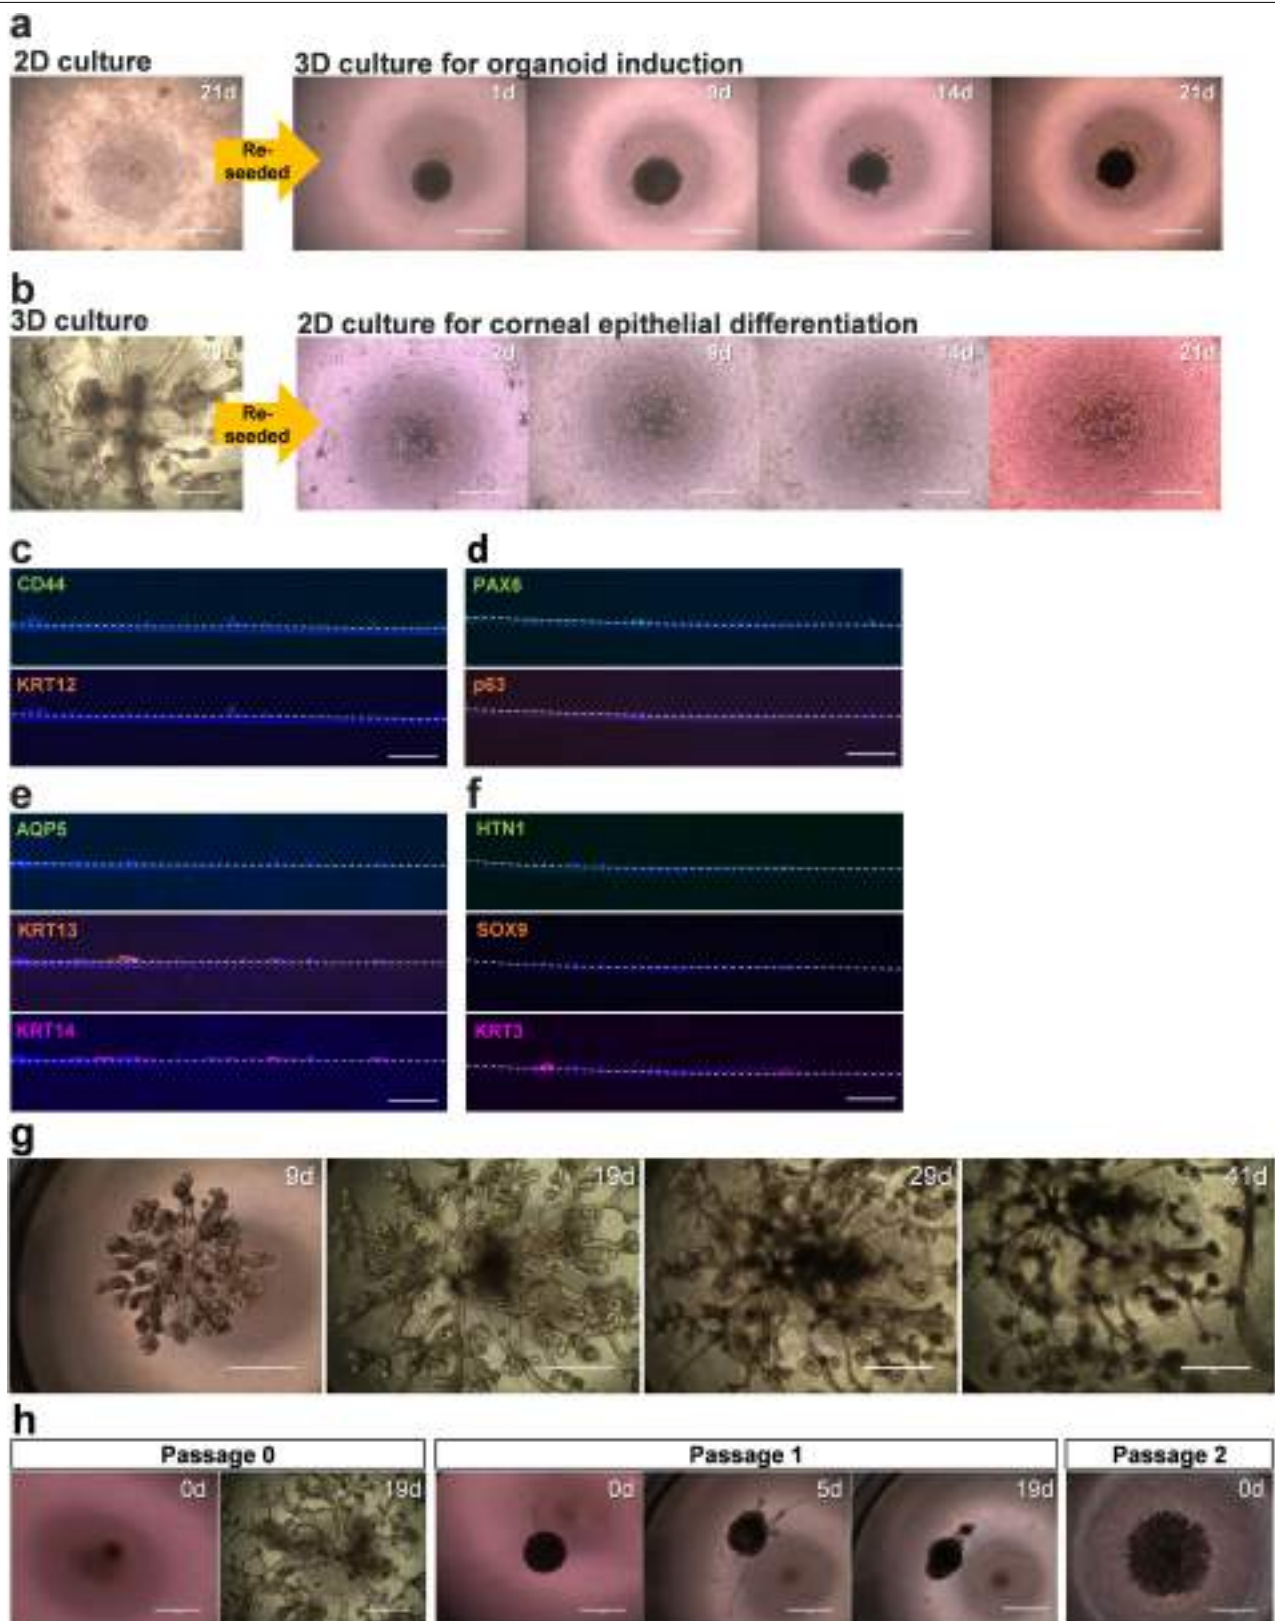 a
2D culture
3D culture for organoid induction
21d
1d
9d
14d
21d
Re-
seeded
b
3D culture
2D culture for corneal epithelial differentiation
2d
9d
14d
21d
Re-
seeded
c
d
CD44
PAX6
KRT12
p63
e
f
AQP5
HTN1
KRT13
SOX9
KRT14
KRT3
g
9d
19d
29d
41d
h
Passage 0
Passage 1
Passage 2
0d
19d
0d
5d
19d
0d